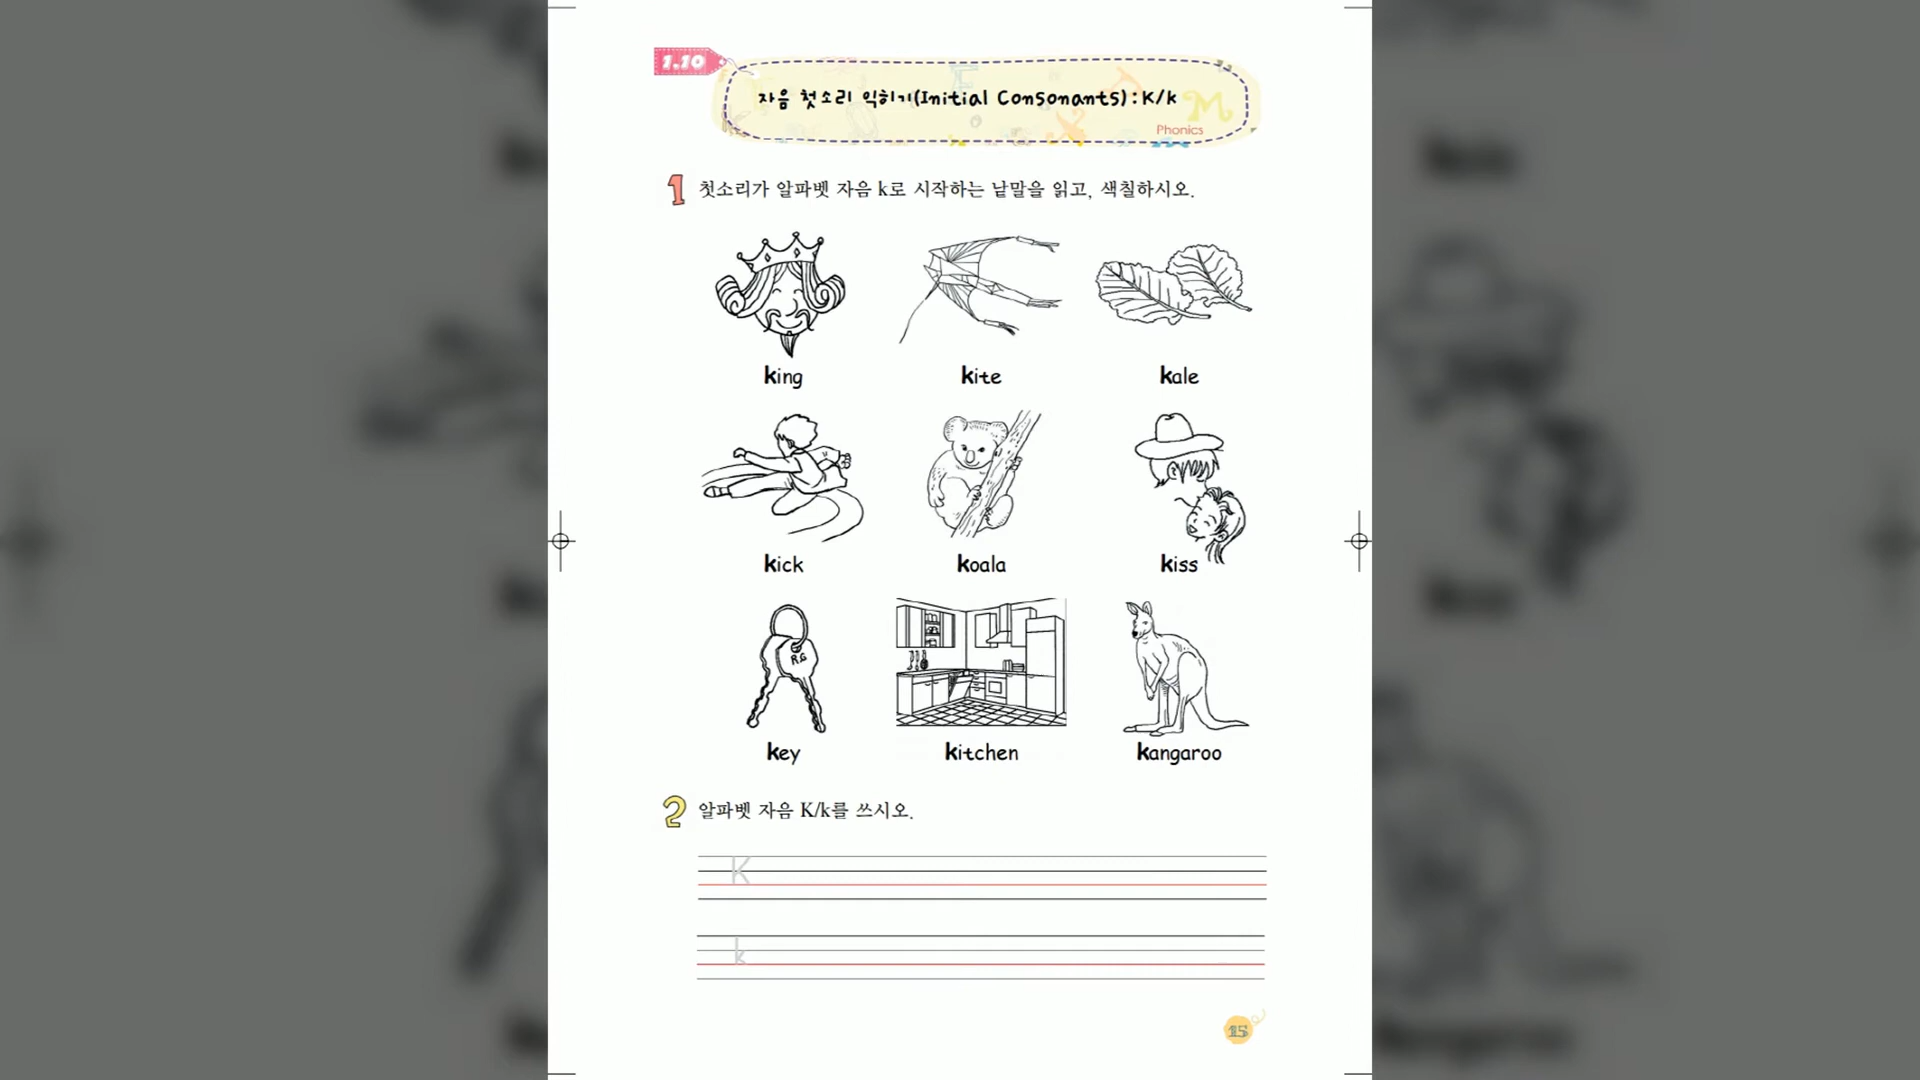 1.10
자음 첫소리 익히기(Initial Consonants) : K/k
Phonics
1 첫소리가 알파벳 자음 k로 시작하는 낱말을 읽고, 색칠하시오.
king kite kale
kick koala kiss
R.G
key kitchen kangaroo
2 알파벳 자음 K/k를 쓰시오.
K
k
15